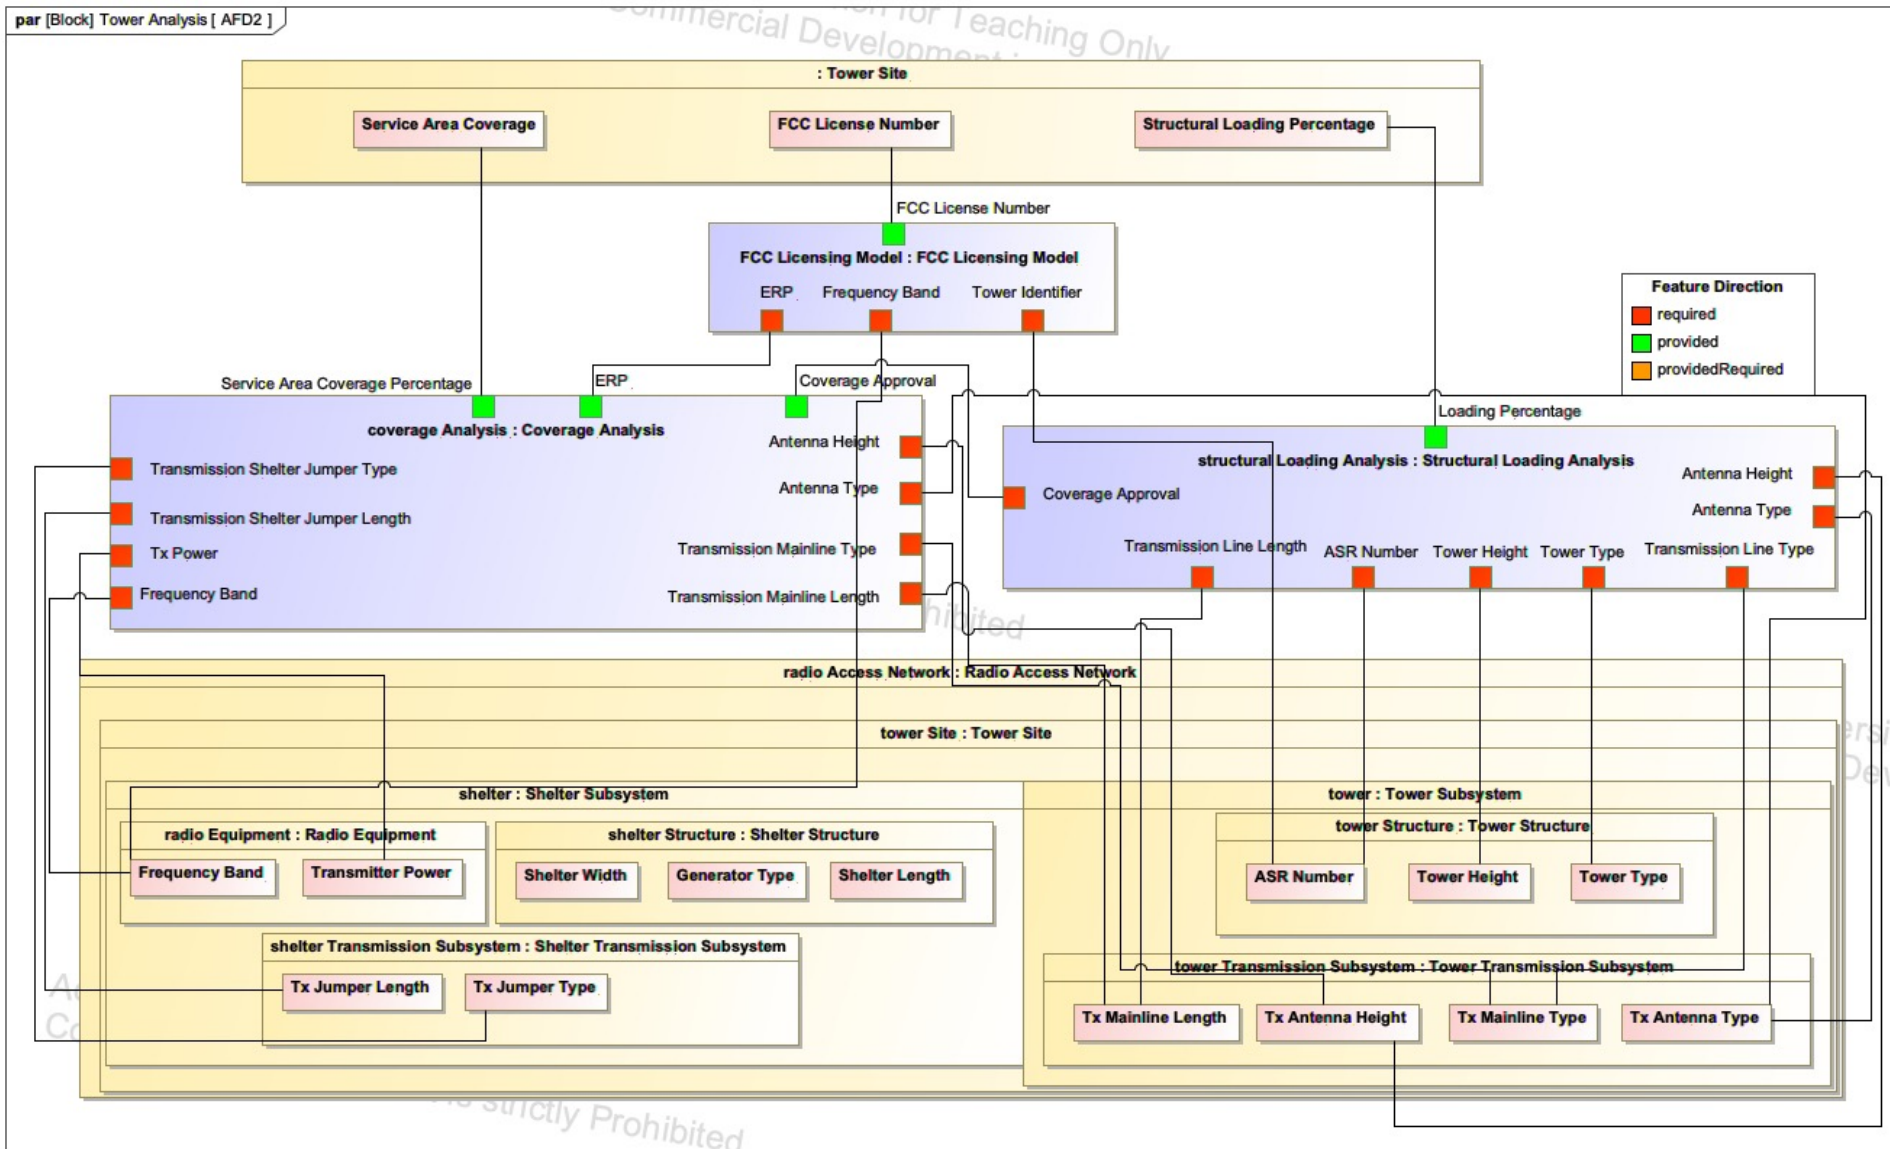 par [Block] Tower Analysis [ AFD2 ]
for Teaching Only
Commercial Development
: Tower Site
Service Area Coverage
FCC License Number
Structural Loading Percentage
FCC License Number
FCC Licensing Model : FCC Licensing Model
ERP
Frequency Band
Tower Identifier
Feature Direction
required
provided
providedRequired
Service Area Coverage Percentage
ERP
Coverage Approval
Loading Percentage
coverage Analysis : Coverage Analysis
Antenna Height
Transmission Shelter Jumper Type
Antenna Type
Transmission Shelter Jumper Length
Tx Power
Transmission Mainline Type
Frequency Band
Transmission Mainline Length
structural Loading Analysis : Structural Loading Analysis
Antenna Height
Coverage Approval
Antenna Type
Transmission Line Length
ASR Number
Tower Height
Tower Type
Transmission Line Type
radio Access Network : Radio Access Network
tower Site : Tower Site
shelter : Shelter Subsystem
radio Equipment : Radio Equipment
Frequency Band
Transmitter Power
shelter Structure : Shelter Structure
Shelter Width
Generator Type
Shelter Length
shelter Transmission Subsystem : Shelter Transmission Subsystem
Tx Jumper Length
Tx Jumper Type
tower : Tower Subsystem
tower Structure : Tower Structure
ASR Number
Tower Height
Tower Type
tower Transmission Subsystem : Tower Transmission Subsystem
Tx Mainline Length
Tx Antenna Height
Tx Mainline Type
Tx Antenna Type
strictly Prohibited